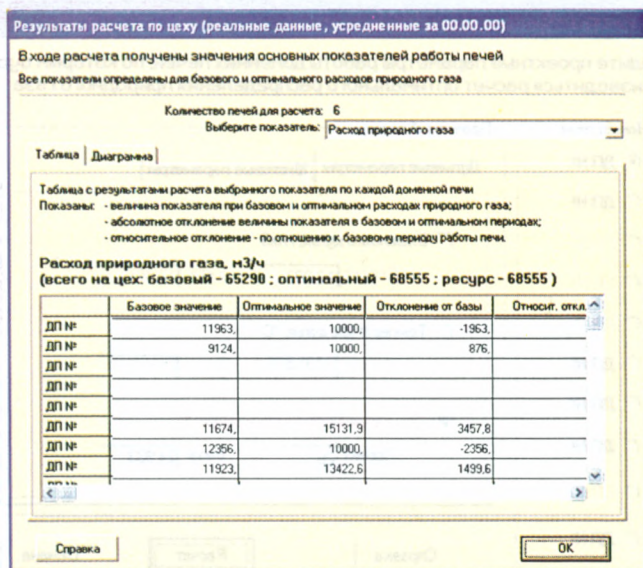 Результаты расчета по цеху (реальные данные, усредненные за 00.00.00)
В ходе расчета получены значения основных показателей работы печей
Все показатели определены для базового и оптимального расходов природного газа
Количество печей для расчета: 6
Выберите показатель: Расход природного газа
Таблица Диаграмма
Таблица с результатами расчета выбранного показателя по каждой доменной печи
Показаны: - величина показателя при базовом и оптимальном расходах природного газа;
- абсолютное отклонение величины показателя в базовом и оптимальном периодах;
- относительное отклонение - по отношению к базовому периоду работы печи.
Расход природного газа, м3/ч
(всего на цех: базовый - 65290 ; оптимальный - 68555 ; ресурс - 68555 )
Базовое значение Оптимальное значение Отклонение от базы Относит. откл.
ДП № 11963, 10000, -1963,
ДП № 9124, 10000, 876,
ДП №
ДП №
ДП №
ДП № 11674, 15131,9 3457,8
ДП № 12356, 10000, -2356,
ДП № 11923, 13422,6 1499,6
Справка OK